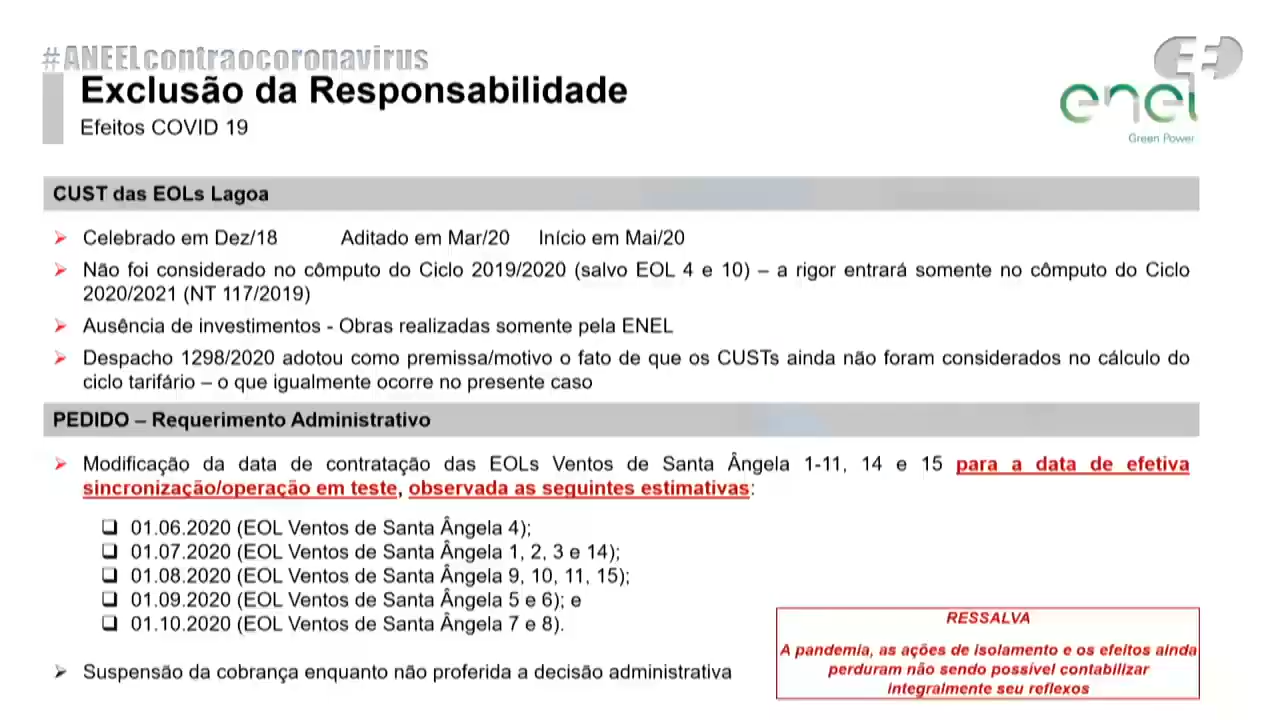 #ANEELcontraocoronavirus
Exclusão da Responsabilidade
Efeitos COVID 19
enel
Green Power
CUST das EOLs Lagoa
Celebrado em Dez/18 Aditado em Mar/20 Início em Mai/20
Não foi considerado no cômputo do Ciclo 2019/2020 (salvo EOL 4 e 10) – a rigor entrará somente no cômputo do Ciclo
2020/2021 (NT 117/2019)
Ausência de investimentos - Obras realizadas somente pela ENEL
Despacho 1298/2020 adotou como premissa/motivo o fato de que os CUSTs ainda não foram considerados no cálculo do
ciclo tarifário – o que igualmente ocorre no presente caso
PEDIDO – Requerimento Administrativo
Modificação da data de contratação das EOLs Ventos de Santa Ângela 1-11, 14 e 15 para a data de efetiva
sincronização/operação em teste, observada as seguintes estimativas:
01.06.2020 (EOL Ventos de Santa Ângela 4);
01.07.2020 (EOL Ventos de Santa Ângela 1, 2, 3 e 14);
01.08.2020 (EOL Ventos de Santa Ângela 9, 10, 11, 15);
01.09.2020 (EOL Ventos de Santa Ângela 5 e 6); e
01.10.2020 (EOL Ventos de Santa Ângela 7 e 8).
Suspensão da cobrança enquanto não proferida a decisão administrativa
RESSALVA
A pandemia, as ações de isolamento e os efeitos ainda
perduram não sendo possível contabilizar
integralmente seu reflexos